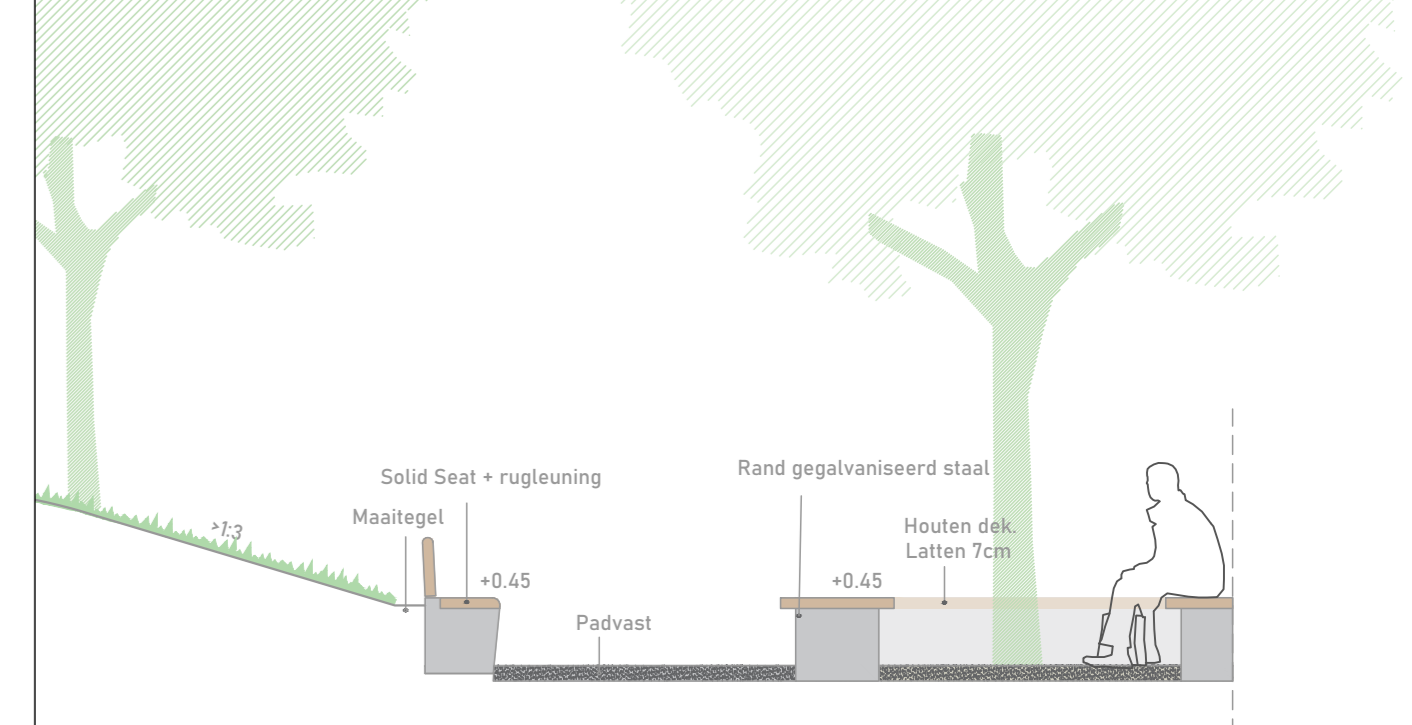 Rand gegalvaniseerd staal
Solid Seat + rugleuning
Maaitegel
>1:3
Houten dek.
Latten 7cm
+0.45
+0.45
Padvast